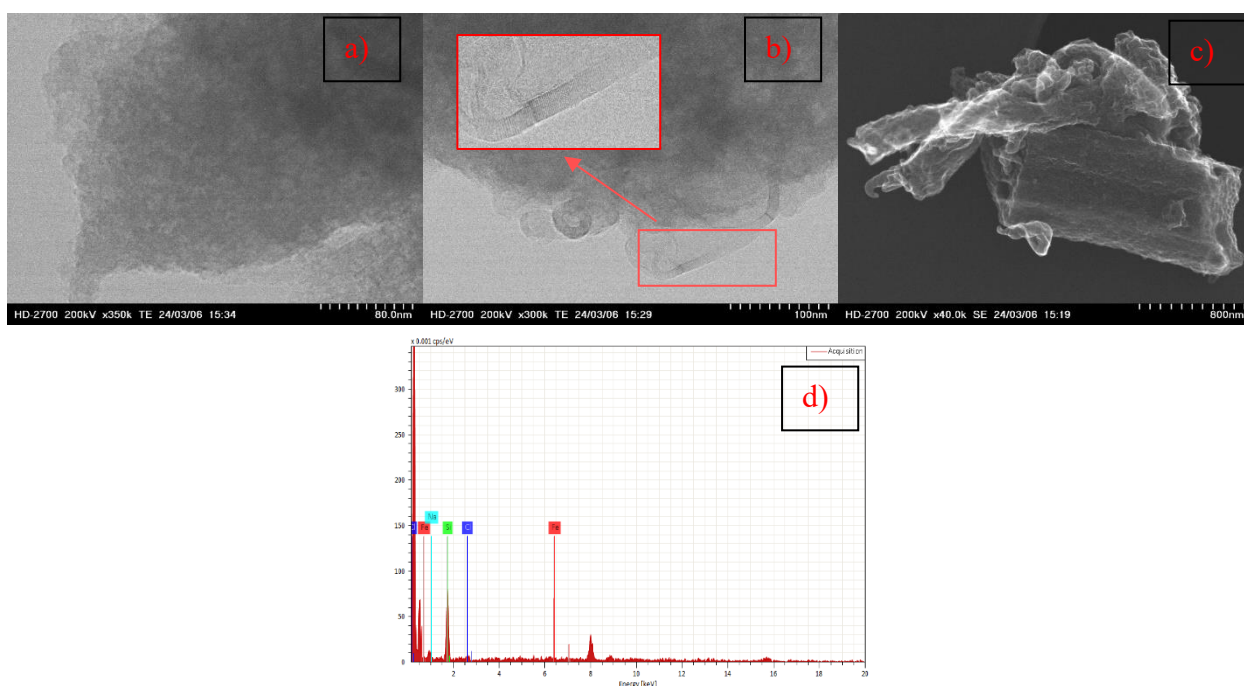 a)
b)
c)
HD-2700 200kV x350k TE 24/03/06 15:34
80.0nm
HD-2700 200kV x300k TE 24/03/06 15:29
100nm
HD-2700 200kV x40.0k SE 24/03/06 15:19
800nm
x 0.001 cps/eV
Acquisition
d)
300
250
200
150
100
50
0
Fe
Na
S
C
Fe
2
4
6
8
10
12
14
16
18
20
Energy [keV]